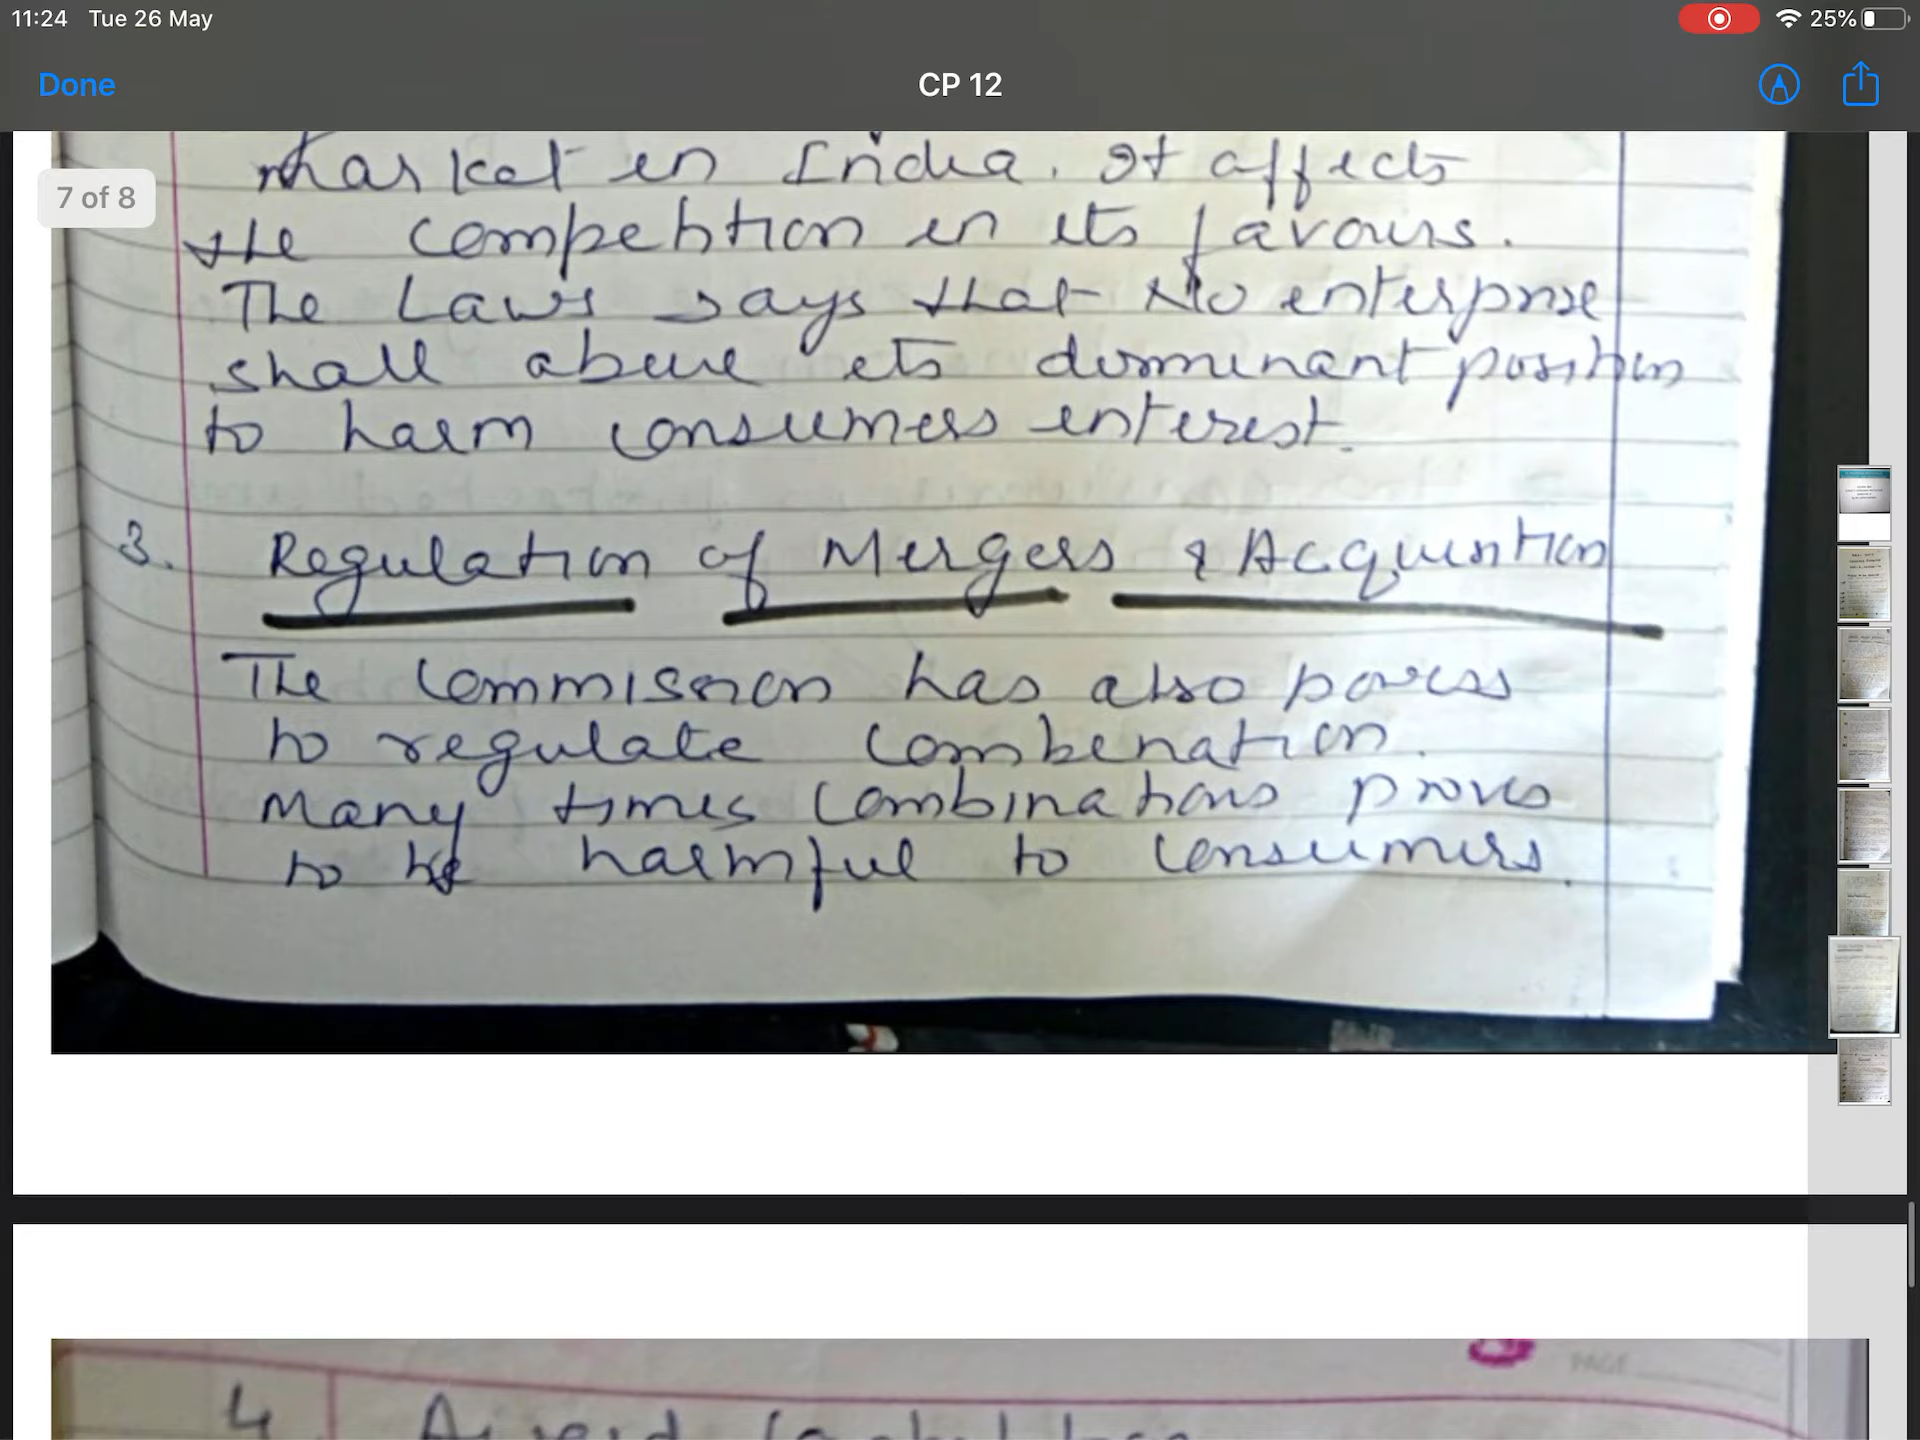 11:24 Tue 26 May
25%
Done
CP 12
7 of 8
Market in India. It affects
the competition in its favours.
The Laws says that No enterprise
shall abuse its dominant position
to harm consumers interest.
3. Regulation of Mergers & Acquisition
The Commission has also powers
to regulate Combination.
Many times Combinations proves
to be harmful to Consumers.
PAGE
4